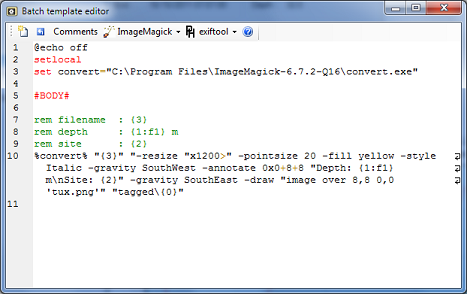 Batch template editor
Comments ImageMagick exiftool
1 @echo off
2 setlocal
3 set convert="C:\Program Files\ImageMagick-6.7.2-Q16\convert.exe"
4
5 #BODY#
6
7 rem filename : {3}
8 rem depth : {1:f1} m
9 rem site : {2}
10 %convert% "{3}" "-resize "x1200>" -pointsize 20 -fill yellow -style
Italic -gravity SouthWest -annotate 0x0+8+8 "Depth: {1:f1}
m\nSite: {2}" -gravity SouthEast -draw "image over 8,8 0,0
'tux.png'" "tagged\{0}"
11